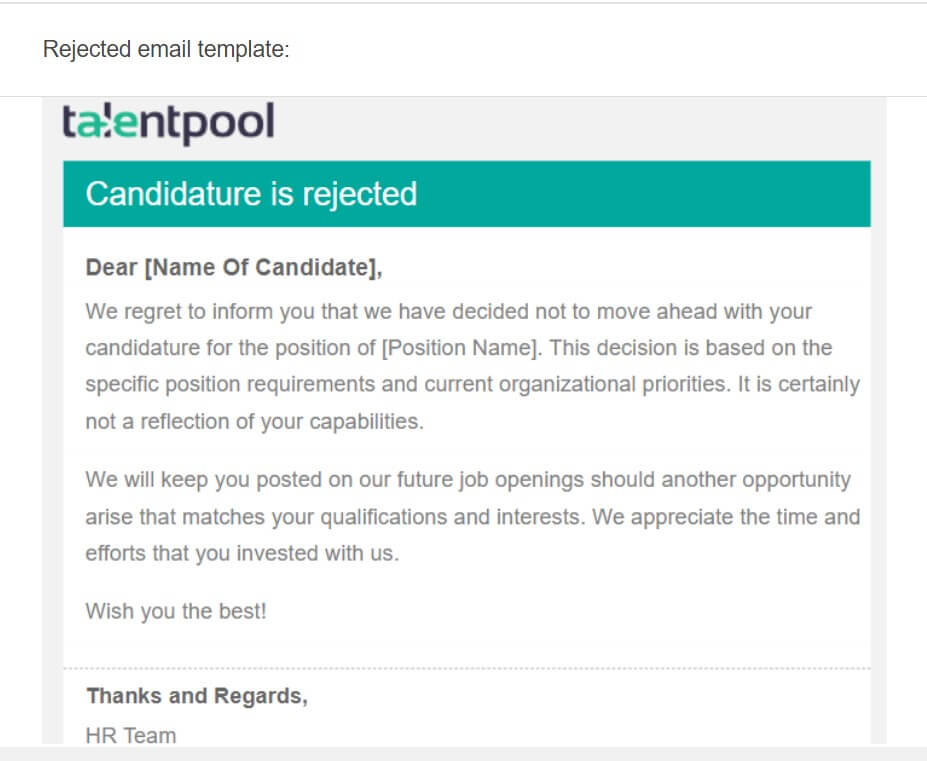 Rejected email template:
talentpool
Candidature is rejected
Dear [Name Of Candidate],
We regret to inform you that we have decided not to move ahead with your
candidature for the position of [Position Name]. This decision is based on the
specific position requirements and current organizational priorities. It is certainly
not a reflection of your capabilities.
We will keep you posted on our future job openings should another opportunity
arise that matches your qualifications and interests. We appreciate the time and
efforts that you invested with us.
Wish you the best!
Thanks and Regards,
HR Team